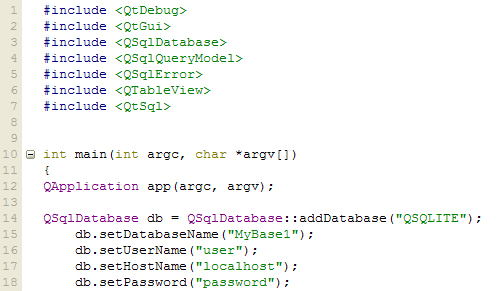 1 #include <QtDebug>
2 #include <QtGui>
3 #include <QSqlDatabase>
4 #include <QSqlQueryModel>
5 #include <QSqlError>
6 #include <QTableView>
7 #include <QtSql>
8
9
10 int main(int argc, char *argv[])
11 {
12 QApplication app(argc, argv);
13
14 QSqlDatabase db = QSqlDatabase::addDatabase("QSQLITE");
15 db.setDatabaseName("MyBase1");
16 db.setUserName("user");
17 db.setHostName("localhost");
18 db.setPassword("password");